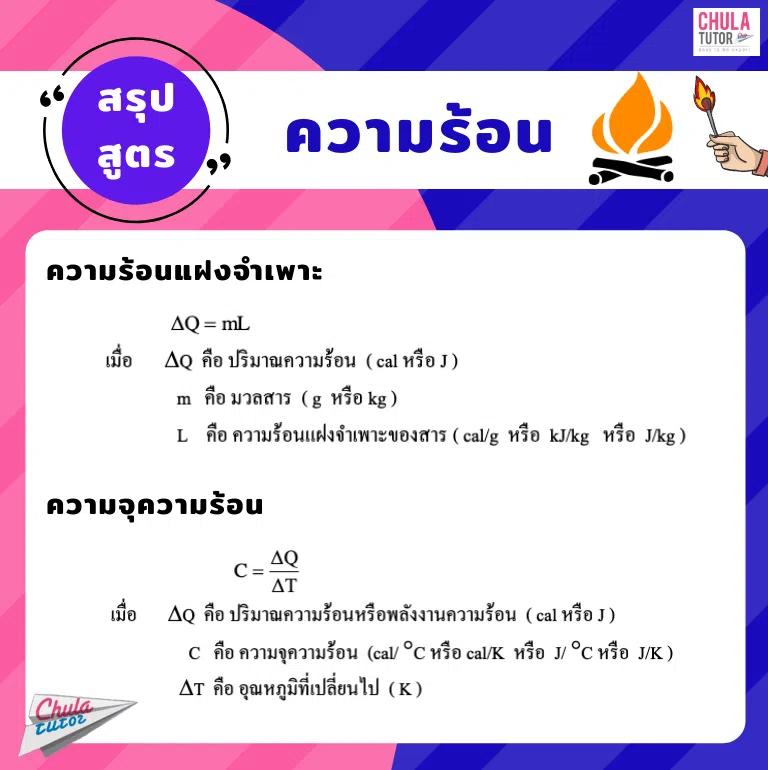 CHULA
TUTOR
“ สรุป
สูตร ”
ความร้อน
ความร้อนแฝงจำเพาะ
ΔQ = mL
เมื่อ ΔQ คือ ปริมาณความร้อน ( cal หรือ J )
m คือ มวลสาร ( g หรือ kg )
L คือ ความร้อนแฝงจำเพาะของสาร ( cal/g หรือ kJ/kg หรือ J/kg )
ความจุความร้อน
C = ΔQ/ΔT
เมื่อ ΔQ คือ ปริมาณความร้อนหรือพลังงานความร้อน ( cal หรือ J )
C คือ ความจุความร้อน (cal/ °C หรือ cal/K หรือ J/ °C หรือ J/K )
ΔT คือ อุณหภูมิที่เปลี่ยนไป ( K )
Chula
tutor